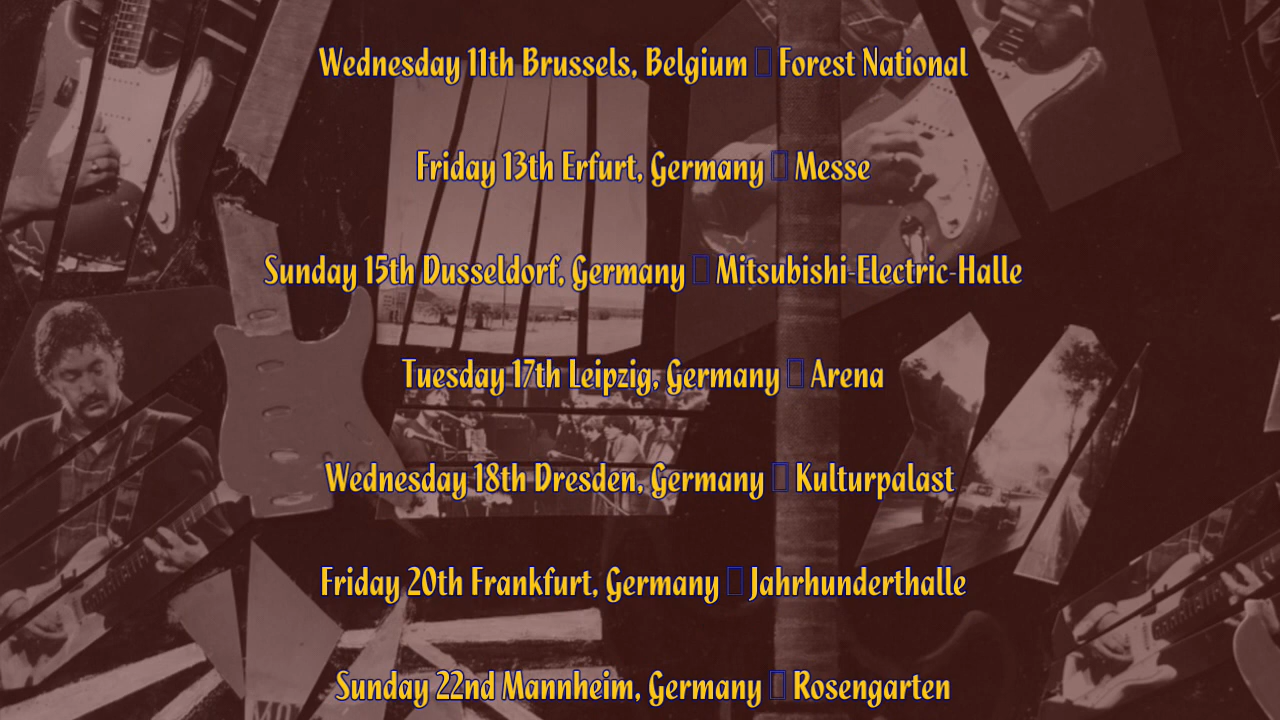 Wednesday 11th Brussels, Belgium □ Forest National
Friday 13th Erfurt, Germany □ Messe
Sunday 15th Dusseldorf, Germany □ Mitsubishi-Electric-Halle
Tuesday 17th Leipzig, Germany □ Arena
Wednesday 18th Dresden, Germany □ Kulturpalast
Friday 20th Frankfurt, Germany □ Jahrhunderthalle
Sunday 22nd Mannheim, Germany □ Rosengarten